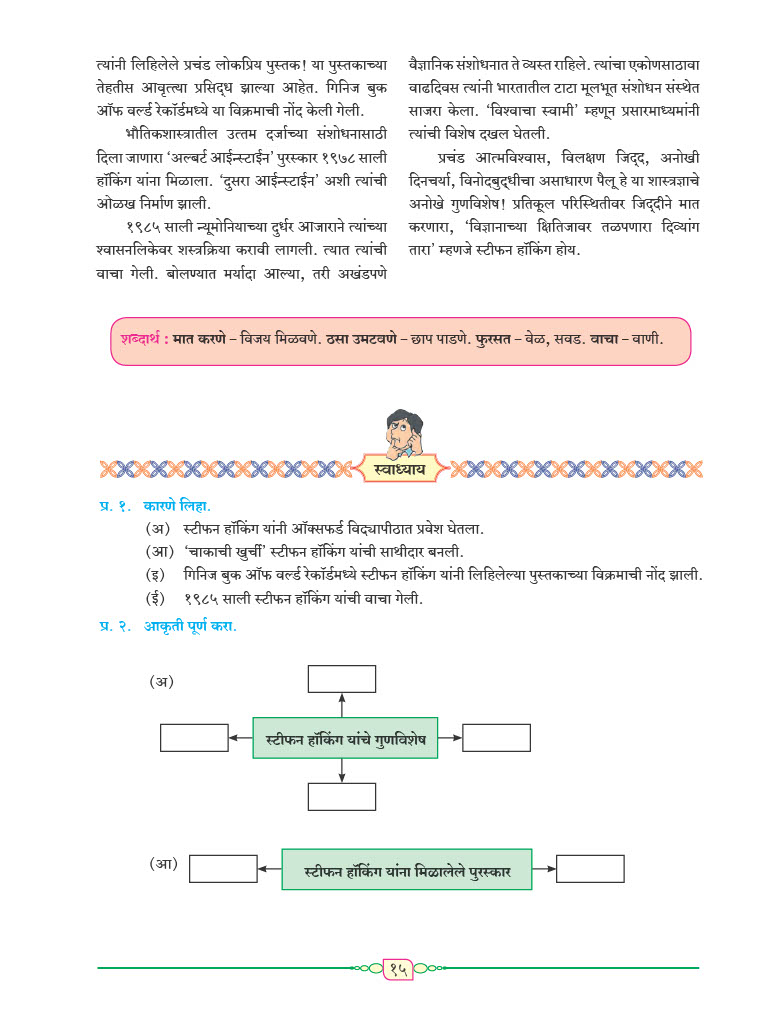 त्यांनी लिहिलेले प्रचंड लोकप्रिय पुस्तक! या पुस्तकाच्या
तेहतीस आवृत्त्या प्रसिद्ध झाल्या आहेत. गिनिज बुक
ऑफ वर्ल्ड रेकॉर्डमध्ये या विक्रमाची नोंद केली गेली.
भौतिकशास्त्रातील उत्तम दर्जाच्या संशोधनासाठी
दिला जाणारा ‘अल्बर्ट आईन्स्टाईन’ पुरस्कार १९७८ साली
हॉकिंग यांना मिळाला. ‘दुसरा आईन्स्टाईन’ अशी त्यांची
ओळख निर्माण झाली.
१९८५ साली न्यूमोनियाच्या दुर्धर आजाराने त्यांच्या
श्वासनलिकेवर शस्त्रक्रिया करावी लागली. त्यात त्यांची
वाचा गेली. बोलण्यात मर्यादा आल्या, तरी अखंडपणे
वैज्ञानिक संशोधनात ते व्यस्त राहिले. त्यांचा एकोणसाठावा
वाढदिवस त्यांनी भारतातील टाटा मूलभूत संशोधन संस्थेत
साजरा केला. ‘विश्वाचा स्वामी’ म्हणून प्रसारमाध्यमांनी
त्यांची विशेष दखल घेतली.
प्रचंड आत्मविश्वास, विलक्षण जिद्द, अनोखी
दिनचर्या, विनोदबुद्धीचा असाधारण पैलू हे या शास्त्रज्ञाचे
अनोखे गुणविशेष! प्रतिकूल परिस्थितीवर जिद्दीने मात
करणारा, ‘विज्ञानाच्या क्षितिजावर तळपणारा दिव्यांग
तारा’ म्हणजे स्टीफन हॉकिंग होय.
शब्दार्थ : मात करणे – विजय मिळवणे. ठसा उमटवणे – छाप पाडणे. फुरसत – वेळ, सवड. वाचा – वाणी.
स्वाध्याय
प्र. १. कारणे लिहा.
(अ) स्टीफन हॉकिंग यांनी ऑक्सफर्ड विद्यापीठात प्रवेश घेतला.
(आ) ‘चाकाची खुर्ची’ स्टीफन हॉकिंग यांची साथीदार बनली.
(इ) गिनिज बुक ऑफ वर्ल्ड रेकॉर्डमध्ये स्टीफन हॉकिंग यांनी लिहिलेल्या पुस्तकाच्या विक्रमाची नोंद झाली.
(ई) १९८५ साली स्टीफन हॉकिंग यांची वाचा गेली.
प्र. २. आकृती पूर्ण करा.
(अ)
स्टीफन हॉकिंग यांचे गुणविशेष
(आ)
स्टीफन हॉकिंग यांना मिळालेले पुरस्कार
१५